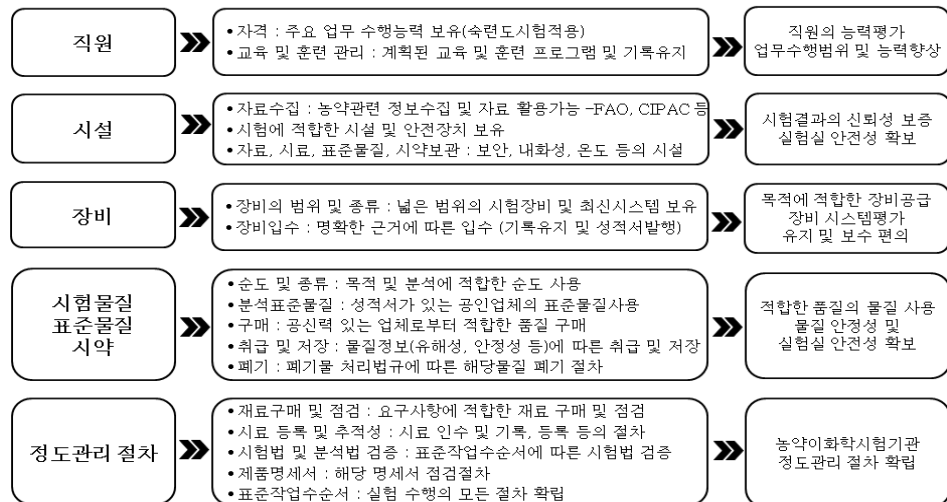 직원
•자격 : 주요 업무 수행능력 보유(숙련도시험적용)
•교육 및 훈련 관리 : 계획된 교육 및 훈련 프로그램 및 기록유지
직원의 능력평가
업무수행범위 및 능력향상
시설
•자료수집 : 농약관련 정보수집 및 자료 활용가능 –FAO, CIPAC 등
•시험에 적합한 시설 및 안전장치 보유
•자료, 시료, 표준물질, 시약보관 : 보안, 내화성, 온도 등의 시설
시험결과의 신뢰성 보증
실험실 안전성 확보
장비
•장비의 범위 및 종류 : 넓은 범위의 시험장비 및 최신시스템 보유
•장비입수 : 명확한 근거에 따른 입수 (기록유지 및 성적서발행)
목적에 적합한 장비공급
장비 시스템평가
유지 및 보수 편의
시험물질
표준물질
시약
•순도 및 종류 : 목적 및 분석에 적합한 순도 사용
•분석표준물질 : 성적서가 있는 공인업체의 표준물질사용
•구매 : 공신력 있는 업체로부터 적합한 품질 구매
•취급 및 저장 : 물질정보(유해성, 안정성 등)에 따른 취급 및 저장
•폐기 : 폐기물 처리법규에 따른 해당물질 폐기 절차
적합한 품질의 물질 사용
물질 안정성 및
실험실 안전성 확보
정도관리 절차
•재료구매 및 점검 : 요구사항에 적합한 재료 구매 및 점검
•시료 등록 및 추적성 : 시료 인수 및 기록, 등록 등의 절차
•시험법 및 분석법 검증 : 표준작업수순서에 따른 시험법 검증
•제품명세서 : 해당 명세서 점검절차
•표준작업수순서 : 실험 수행의 모든 절차 확립
농약이화학시험기관
정도관리 절차 확립